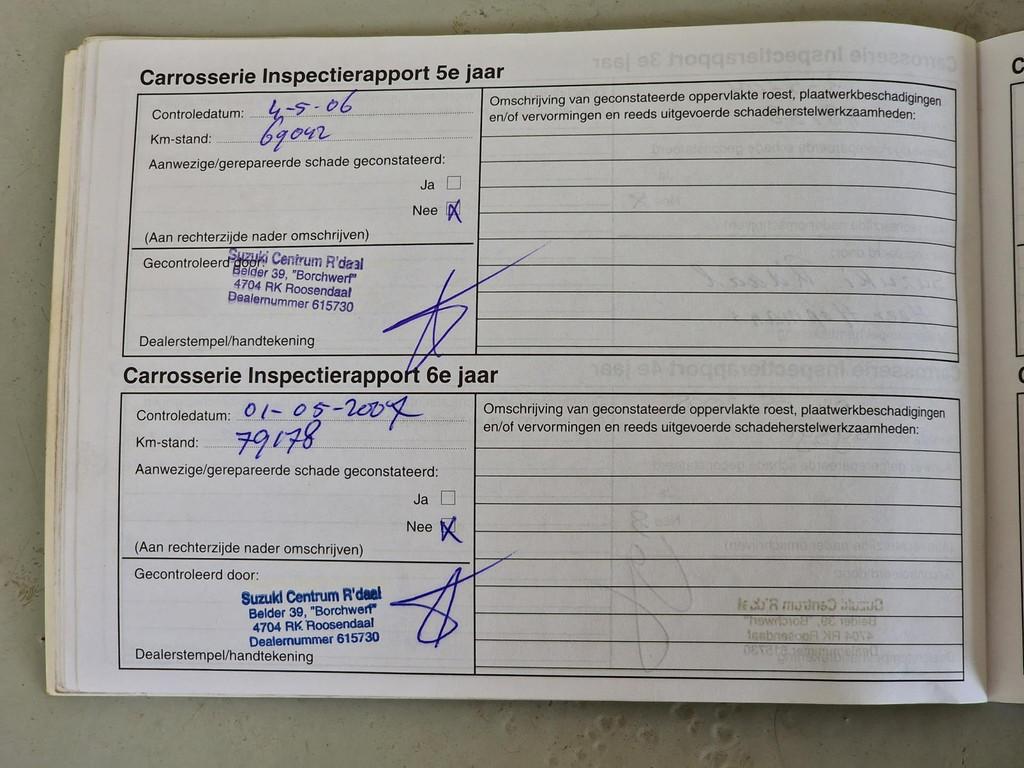 Carrosserie Inspectierapport 5e jaar
Controledatum: 4-5-06
Km-stand: 69042
Aanwezige/gerepareerde schade geconstateerd:
Ja
Nee X
(Aan rechterzijde nader omschrijven)
Gecontroleerd door:
Suzuki Centrum R'daal
Belder 39, "Borchwerf"
4704 RK Roosendaal
Dealernummer 615730
Dealerstempel/handtekening
Omschrijving van geconstateerde oppervlakte roest, plaatwerkbeschadigingen
en/of vervormingen en reeds uitgevoerde schadeherstelwerkzaamheden:
Carrosserie Inspectierapport 6e jaar
Controledatum: 01-05-2007
Km-stand: 79178
Aanwezige/gerepareerde schade geconstateerd:
Ja
Nee X
(Aan rechterzijde nader omschrijven)
Gecontroleerd door:
Suzuki Centrum R'daal
Belder 39, "Borchwerf"
4704 RK Roosendaal
Dealernummer 615730
Dealerstempel/handtekening
Omschrijving van geconstateerde oppervlakte roest, plaatwerkbeschadigingen
en/of vervormingen en reeds uitgevoerde schadeherstelwerkzaamheden: